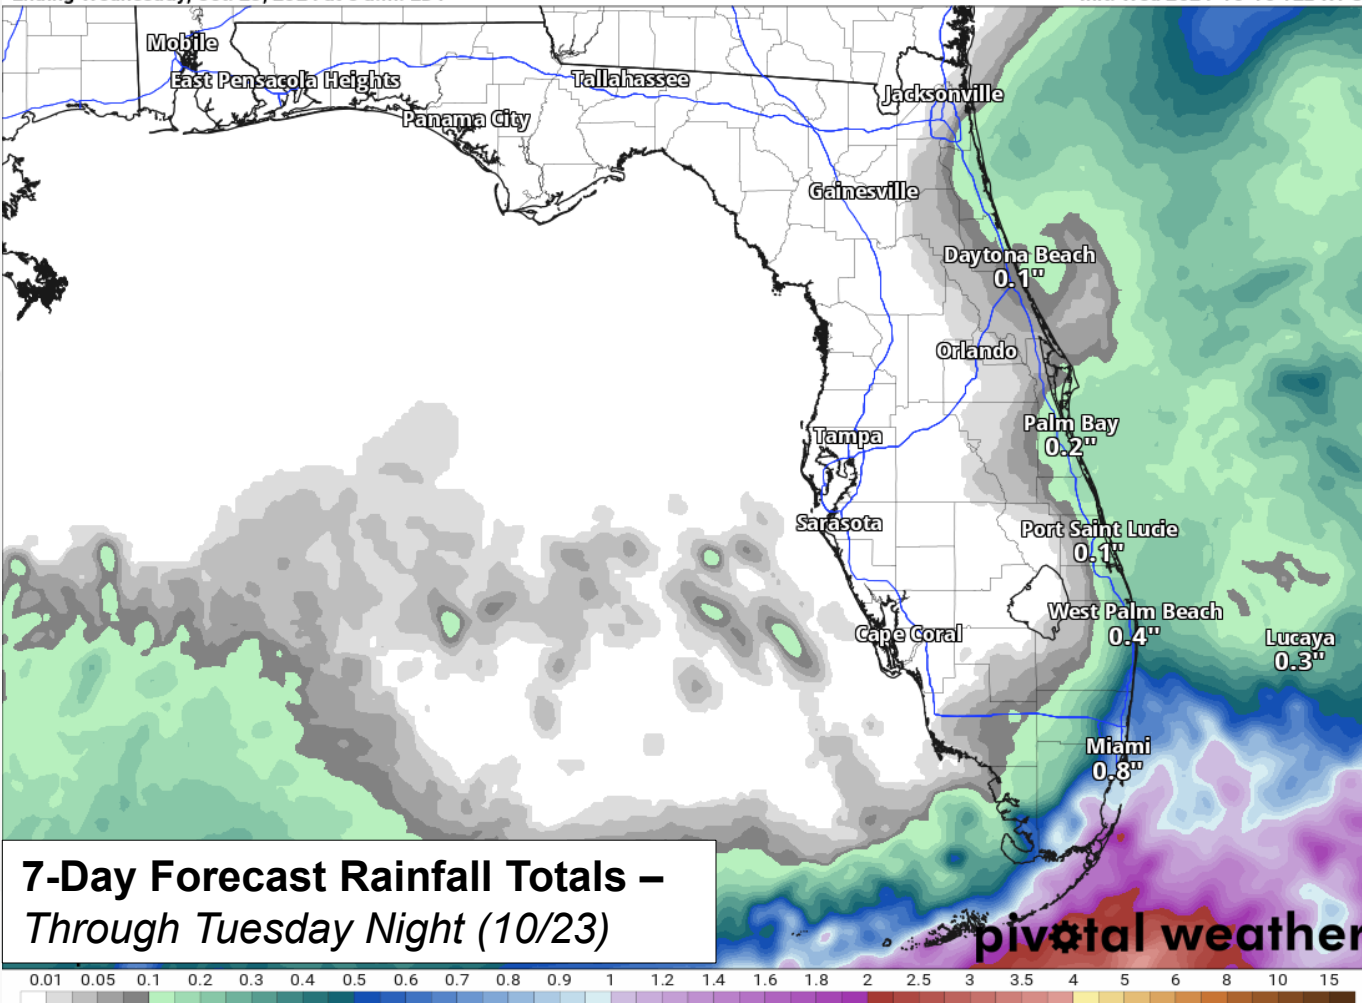 Mobile
East Pensacola Heights
Tallahassee
Jacksonville
Panama City
Gainesville
Daytona Beach
0.1"
Orlando
Palm Bay
0.2"
Tampa
Sarasota
Port Saint Lucie
0.1"
West Palm Beach
0.4"
Cape Coral
Lucaya
0.3"
Miami
0.8"
7-Day Forecast Rainfall Totals –
Through Tuesday Night (10/23)
pivotal weather
0.01 0.05 0.1 0.2 0.3 0.4 0.5 0.6 0.7 0.8 0.9 1 1.2 1.4 1.6 1.8 2 2.5 3 3.5 4 5 6 8 10 15